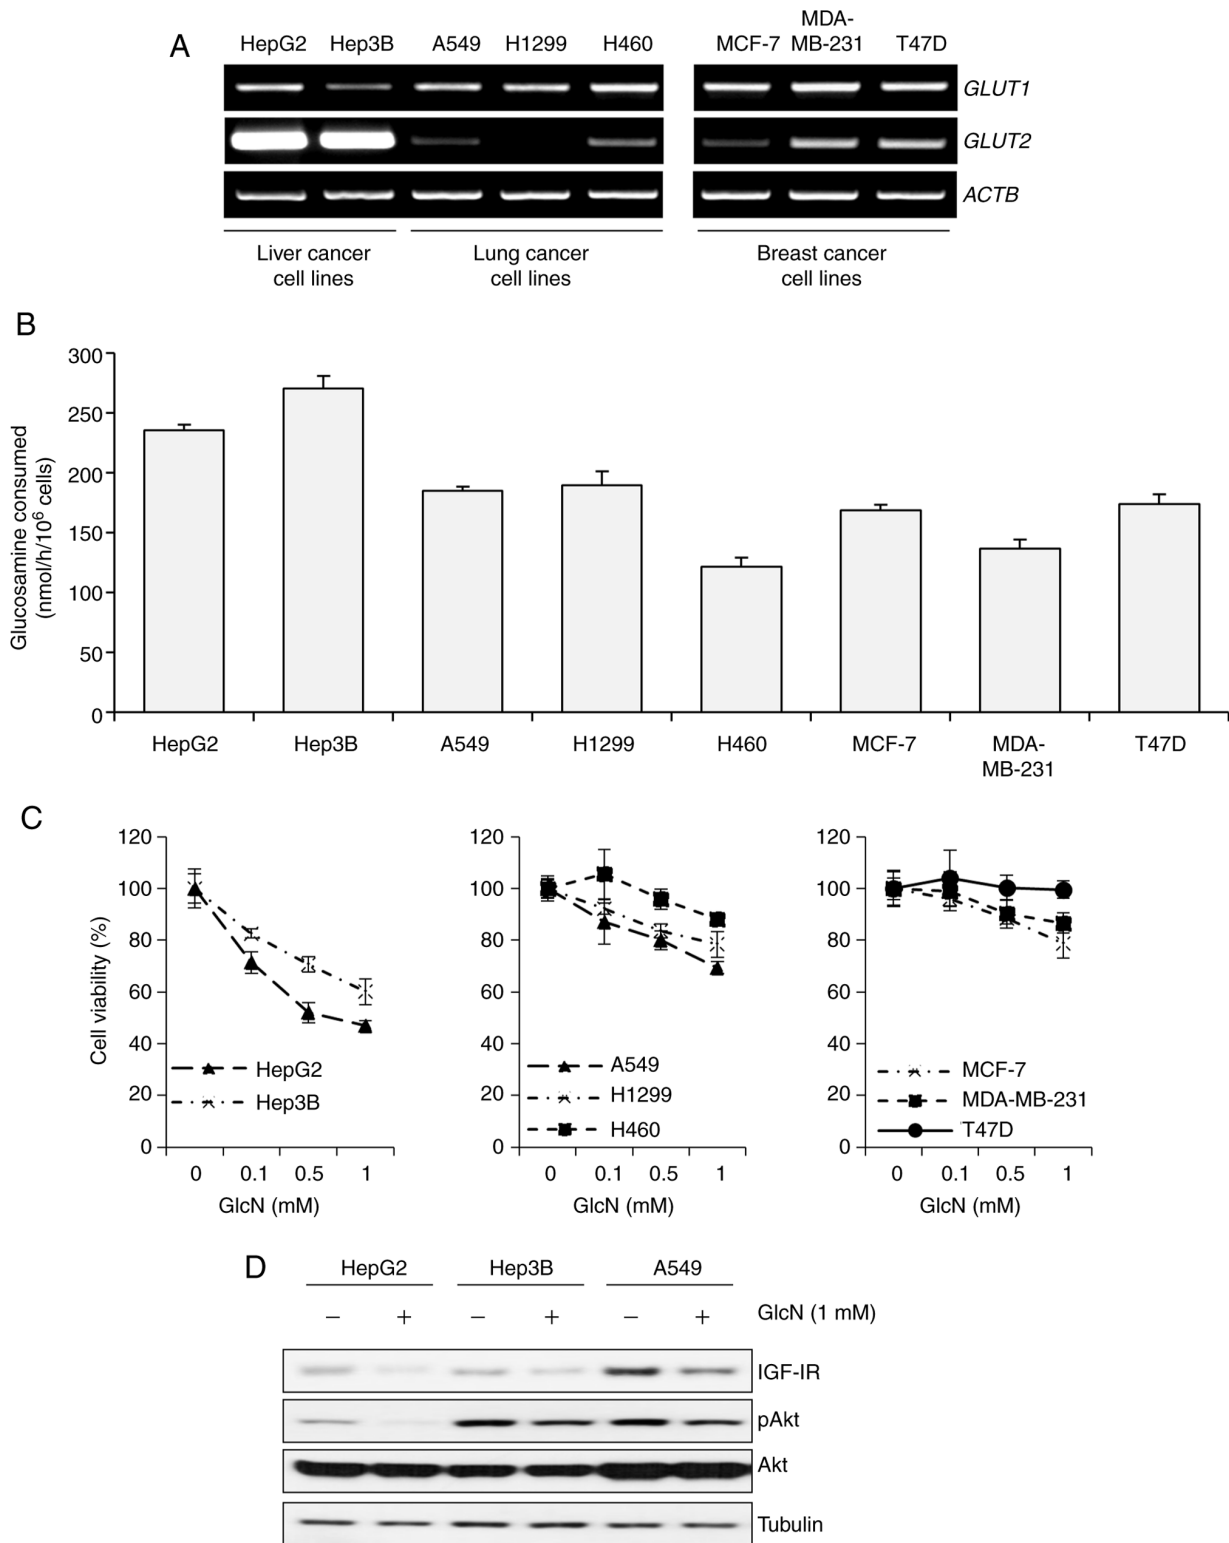 A
HepG2 Hep3B A549 H1299 H460 MCF-7 MDA-MB-231 T47D
GLUT1
GLUT2
ACTB
Liver cancer cell lines
Lung cancer cell lines
Breast cancer cell lines
B
Glucosamine consumed
(nmol/h/10⁶ cells)
300
250
200
150
100
50
0
HepG2 Hep3B A549 H1299 H460 MCF-7 MDA-MB-231 T47D
C
Cell viability (%)
120
100
80
60
40
20
0
HepG2
Hep3B
0 0.1 0.5 1
GlcN (mM)
120
100
80
60
40
20
0
A549
H1299
H460
0 0.1 0.5 1
GlcN (mM)
120
100
80
60
40
20
0
MCF-7
MDA-MB-231
T47D
0 0.1 0.5 1
GlcN (mM)
D
HepG2 Hep3B A549
– + – + – + GlcN (1 mM)
IGF-IR
pAkt
Akt
Tubulin